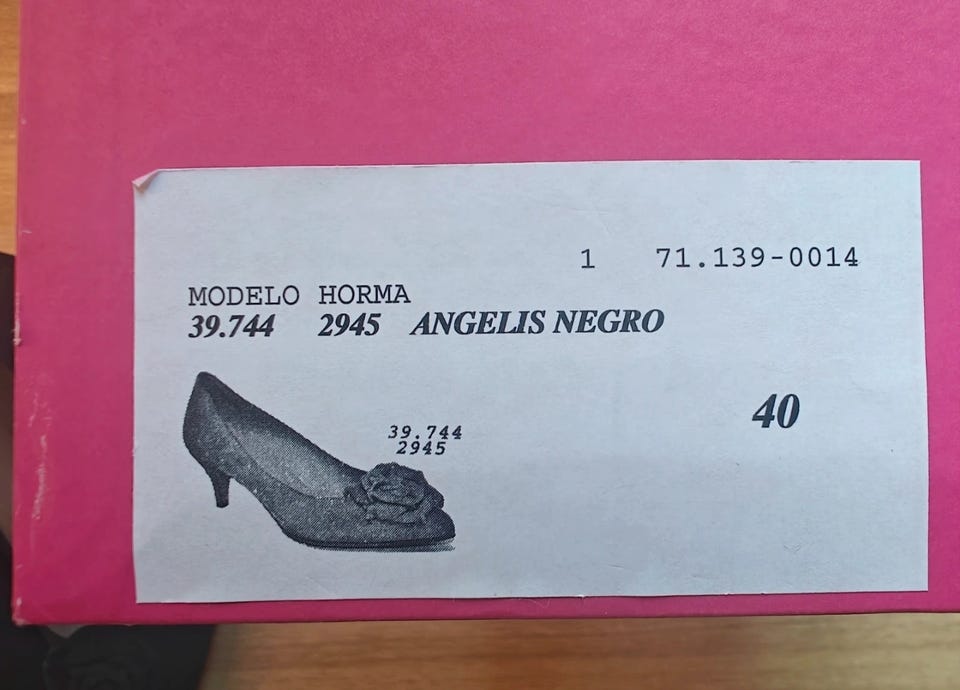 1 71.139-0014
MODELO HORMA
39.744 2945 ANGELIS NEGRO
40
39.744
2945